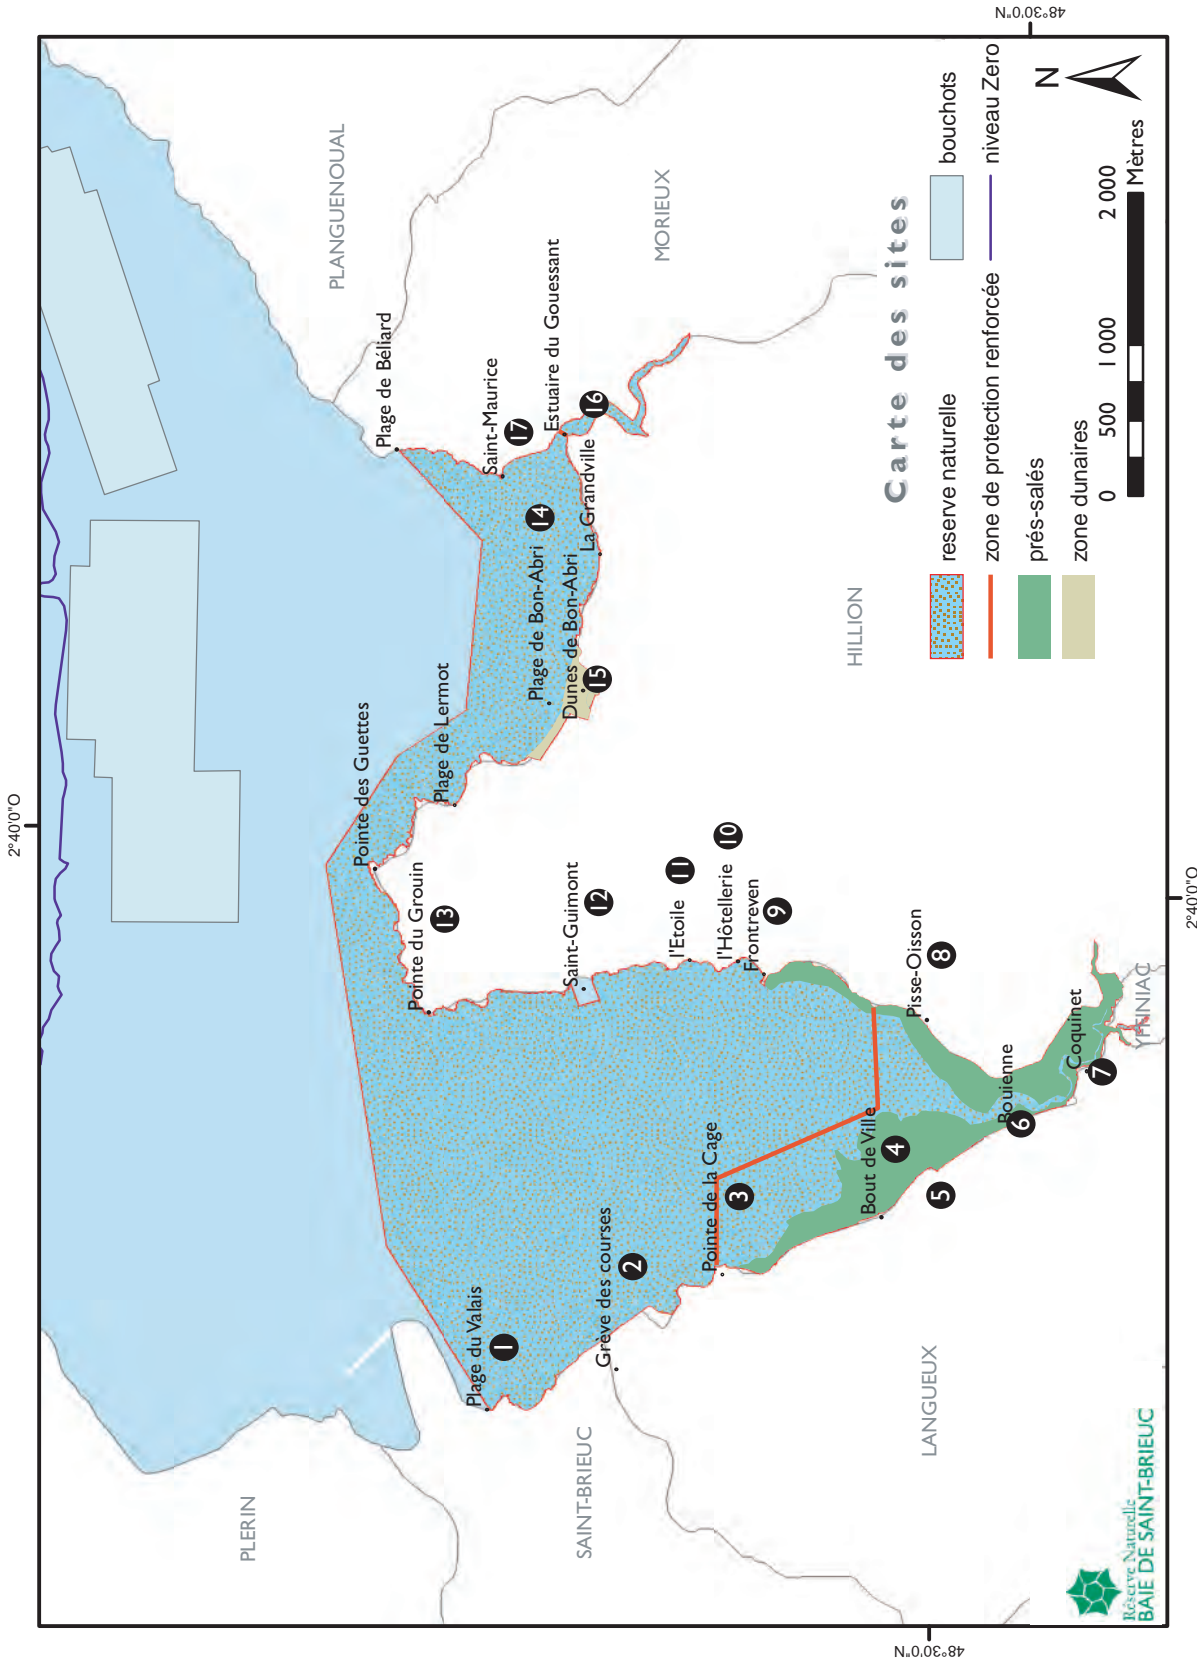 2°40'0"O
48°30'0"N
PLERIN
PLANGUENOUAL
Plage de Béliard
Pointe des Guettes
Plage de Lermot
Saint-Maurice
17
Estuaire du Gouessant
16
MORIEUX
14
Plage de Bon-Abri
La Grandville
Dunes de Bon-Abri
15
Pointe du Grouin
13
Saint-Guimont
12
l'Etoile
11
l'Hôtellerie
10
Frontreven
9
HILLION
Plage du Valais
1
Grève des courses
2
SAINT-BRIEUC
Pointe de la Cage
3
Bout de Ville
4
5
Pisse-Oisson
8
Bouienne
6
Coquinet
7
YFFINIAC
LANGUEUX
Carte des sites
reserve naturelle
bouchots
zone de protection renforcée
niveau Zero
prés-salés
zone dunaires
0 500 1 000 2 000
Mètres
N
Réserve Naturelle
BAIE DE SAINT-BRIEUC
48°30'0"N
2°40'0"O